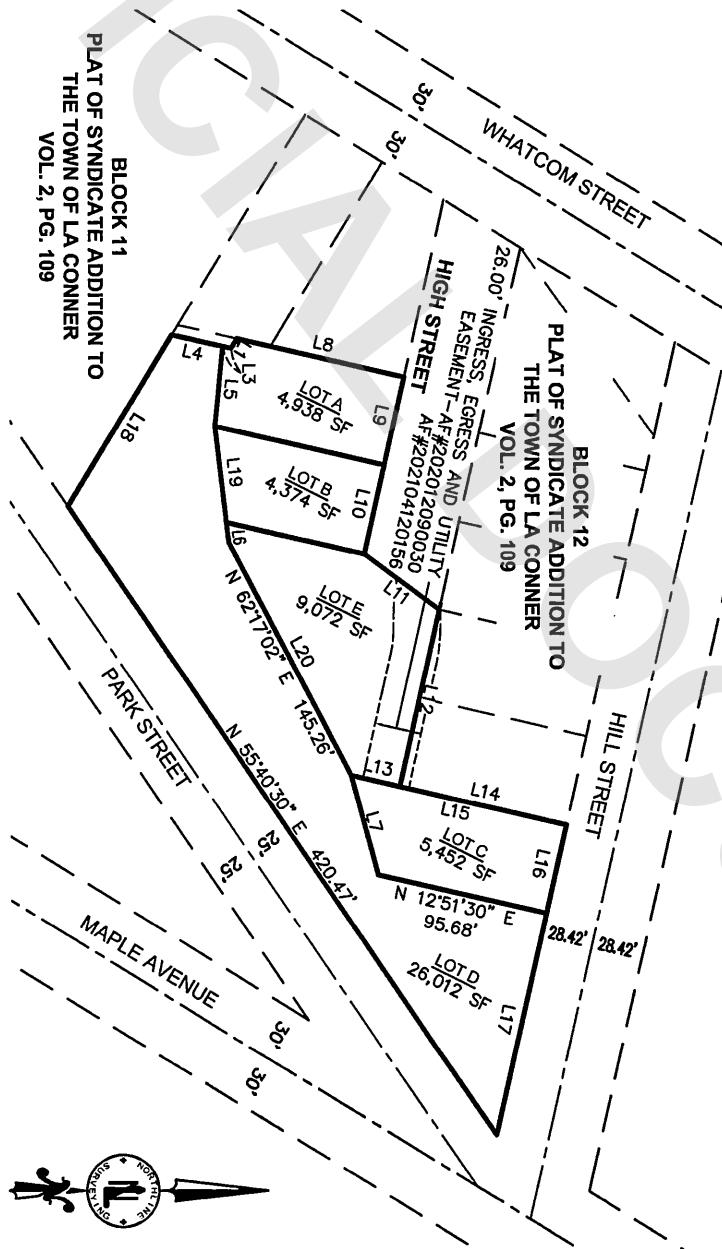 WHATCOM STREET
30'
30'
BLOCK 11
PLAT OF SYNDICATE ADDITION TO
THE TOWN OF LA CONNER
VOL. 2, PG. 109
BLOCK 12
PLAT OF SYNDICATE ADDITION TO
THE TOWN OF LA CONNER
VOL. 2, PG. 109
26.00' INGRESS, EGRESS AND UTILITY
EASEMENT-AF#202012090030
AF#202104120156
HIGH STREET
HILL STREET
28.42'
28.42'
L8
L4
L3
L5
L9
LOT A
4,938 SF
L18
L19
LOT B
4,374 SF
L10
L6
L11
LOT E
9,072 SF
L12
L20
N 62°17'02" E 145.26'
L13
L14
L15
L7
LOT C
5,452 SF
L16
N 12°51'30" E
95.68'
LOT D
26,012 SF
L17
N 55°40'30" E 420.47'
PARK STREET
25'
25'
MAPLE AVENUE
30'
30'
NORTHLINE
SURVEYING
NL